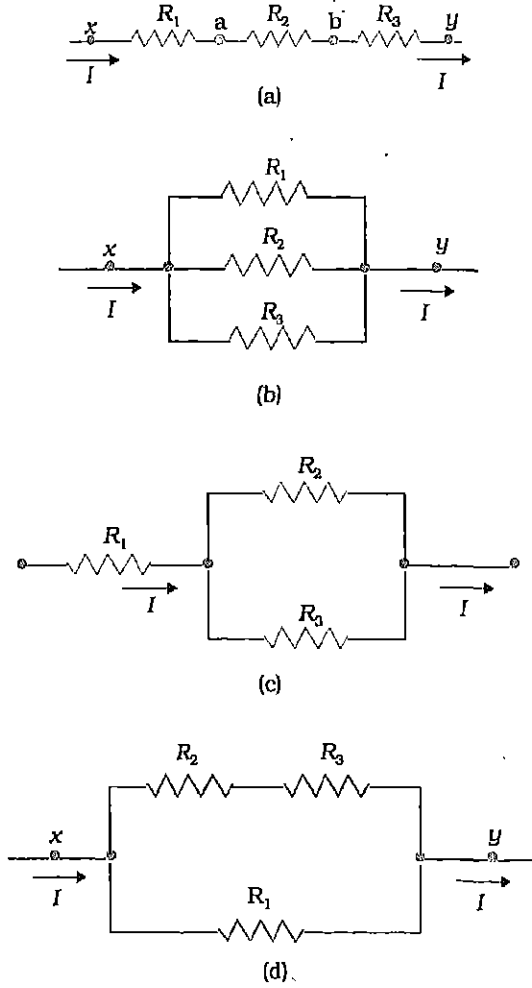 x R₁ a R₂ b R₃ y
I I
(a)
R₁
x R₂ y
I I
R₃
(b)
R₂
R₁
I I
R₃
(c)
R₂ R₃
x y
I R₁ I
(d)